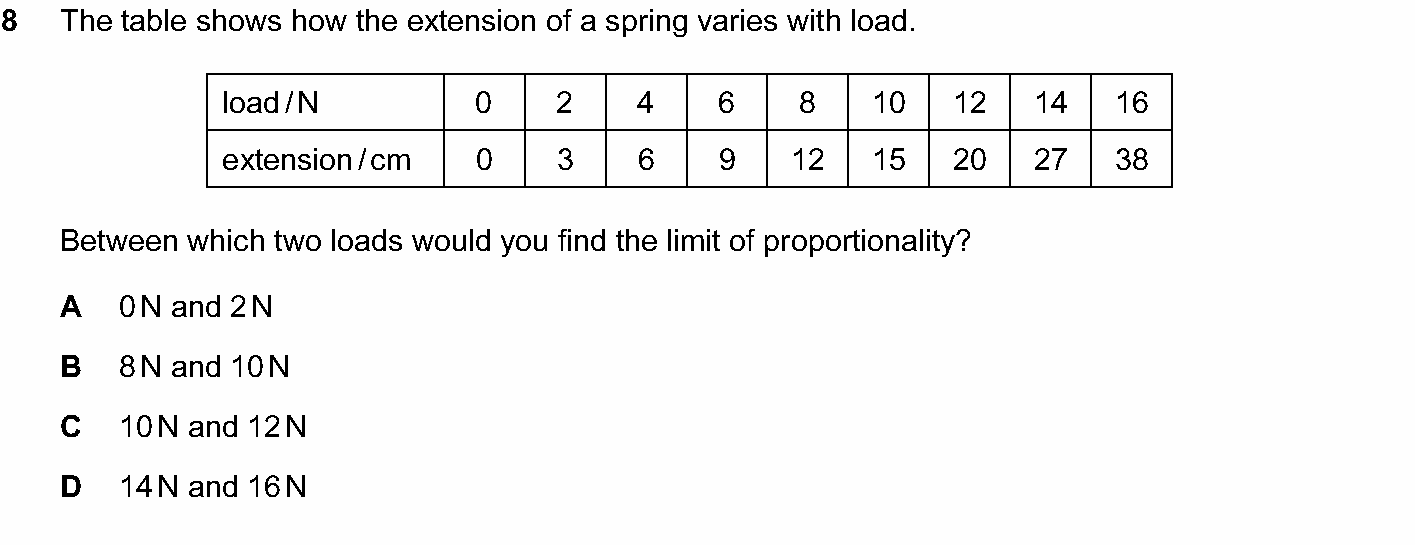 8 The table shows how the extension of a spring varies with load.
load / N 0 2 4 6 8 10 12 14 16
extension / cm 0 3 6 9 12 15 20 27 38
Between which two loads would you find the limit of proportionality?
A 0 N and 2 N
B 8 N and 10 N
C 10 N and 12 N
D 14 N and 16 N